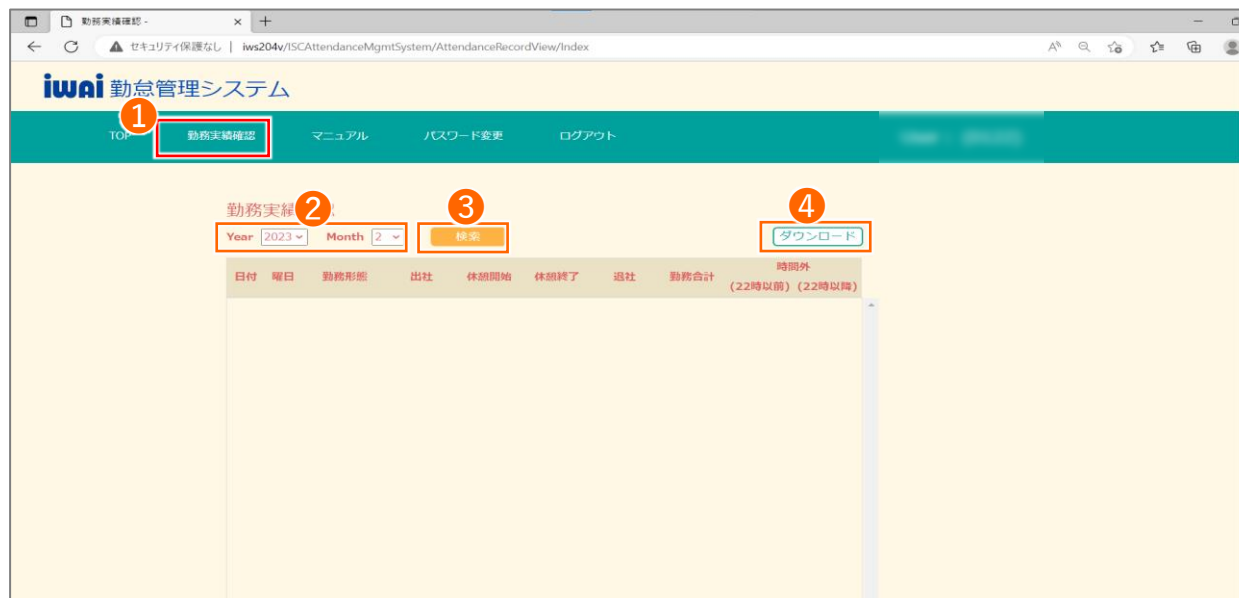 勤務実績確認 -
セキュリティ保護なし | iws204v/ISCAttendanceMgmtSystem/AttendanceRecordView/Index
iwai 勤怠管理システム
1
TOP 勤務実績確認 マニュアル パスワード変更 ログアウト
2 3 4
勤務実績
Year 2023 Month 2 検索 ダウンロード
日付 曜日 勤務形態 出社 休憩開始 休憩終了 退社 勤務合計 時間外
(22時以前) (22時以降)